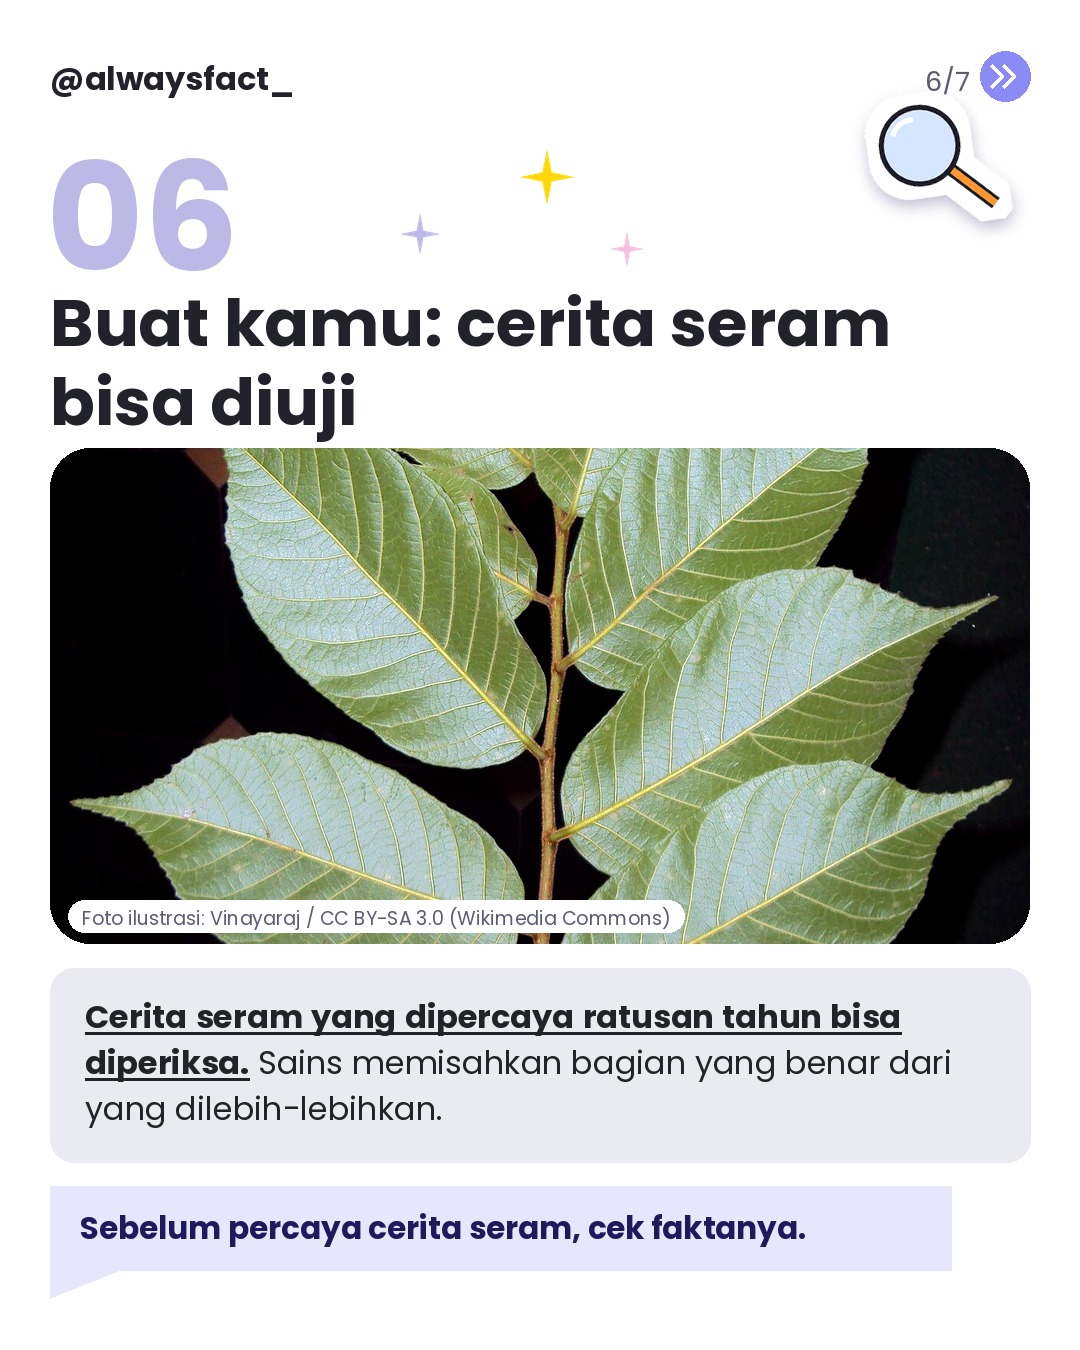 @alwaysfact_
6/7
06
Buat kamu: cerita seram
bisa diuji
Foto ilustrasi: Vinayaraj / CC BY-SA 3.0 (Wikimedia Commons)
Cerita seram yang dipercaya ratusan tahun bisa
diperiksa. Sains memisahkan bagian yang benar dari
yang dilebih-lebihkan.
Sebelum percaya cerita seram, cek faktanya.